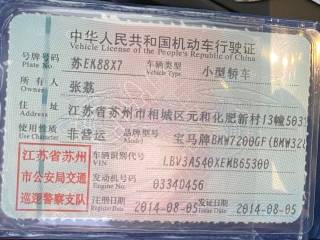 中华人民共和国机动车行驶证
Vehicle License of the People's Republic of China
号牌号码 苏EK88X7 车辆类型 小型轿车
Plate No. Vehicle Type
所有人 张荔
Owner
住址 江苏省苏州市相城区元和化肥新村13幢503
Address
使用性质 非营运 品牌型号 宝马牌BMW7200GF(BMW32
Use Character Model
江苏省苏州
市公安局交通
巡逻警察支队
车辆识别代号 LBV3A540XEMB65300
VIN
发动机号码 03340456
Engine No.
注册日期 2014-08-05 发证日期 2014-08-05
Register Date Issue Date